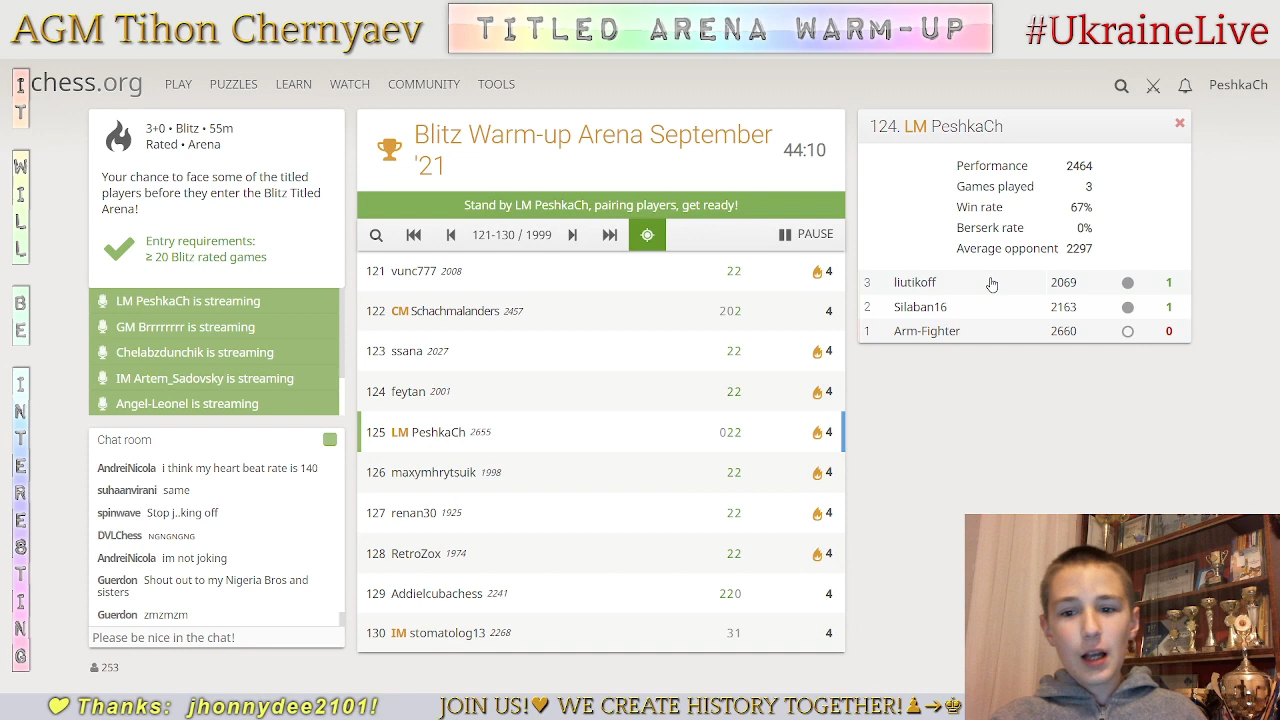 AGM Tihon Chernyaev
TITLED ARENA WARM-UP
#UkraineLive
IT
WILL
BE
INTERE8TING
chess.org
PLAY
PUZZLES
LEARN
WATCH
COMMUNITY
TOOLS
PeshkaCh
3+0 • Blitz • 55m
Rated • Arena
Your chance to face some of the titled
players before they enter the Blitz Titled
Arena!
Entry requirements:
≥ 20 Blitz rated games
LM PeshkaCh is streaming
GM Brrrrrrrr is streaming
Chelabzdunchik is streaming
IM Artem_Sadovsky is streaming
Angel-Leonel is streaming
Chat room
AndreiNicola i think my heart beat rate is 140
suhaanvirani same
spinwave Stop j..king off
DVLChess NGNGNGNG
AndreiNicola im not joking
Guerdon Shout out to my Nigeria Bros and
sisters
Guerdon zmzmzm
Please be nice in the chat!
253
Blitz Warm-up Arena September
'21
44:10
Stand by LM PeshkaCh, pairing players, get ready!
121-130 / 1999
PAUSE
121 vunc777 2008 22 4
122 CM Schachmalanders 2457 202 4
123 ssana 2027 22 4
124 feytan 2001 22 4
125 LM PeshkaCh 2655 022 4
126 maxymhrytsuik 1998 22 4
127 renan30 1925 22 4
128 RetroZox 1974 22 4
129 Addielcubachess 2241 220 4
130 IM stomatolog13 2268 31 4
124. LM PeshkaCh
Performance 2464
Games played 3
Win rate 67%
Berserk rate 0%
Average opponent 2297
3 liutikoff 2069 1
2 Silaban16 2163 1
1 Arm-Fighter 2660 0
Thanks: jhonnydee2101!
JOIN US!♥ WE CREATE HISTORY TOGETHER!♟→♚